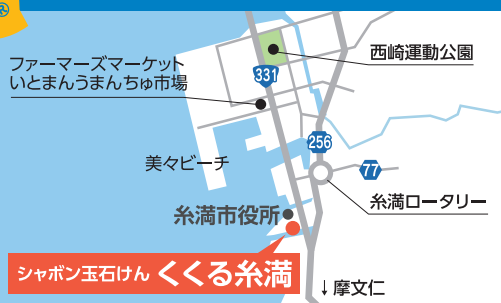 西崎運動公園
ファーマーズマーケット
いとまんうまんちゅ市場
331
256
美々ビーチ
77
糸満ロータリー
糸満市役所
シャボン玉石けん くくる糸満
↓摩文仁